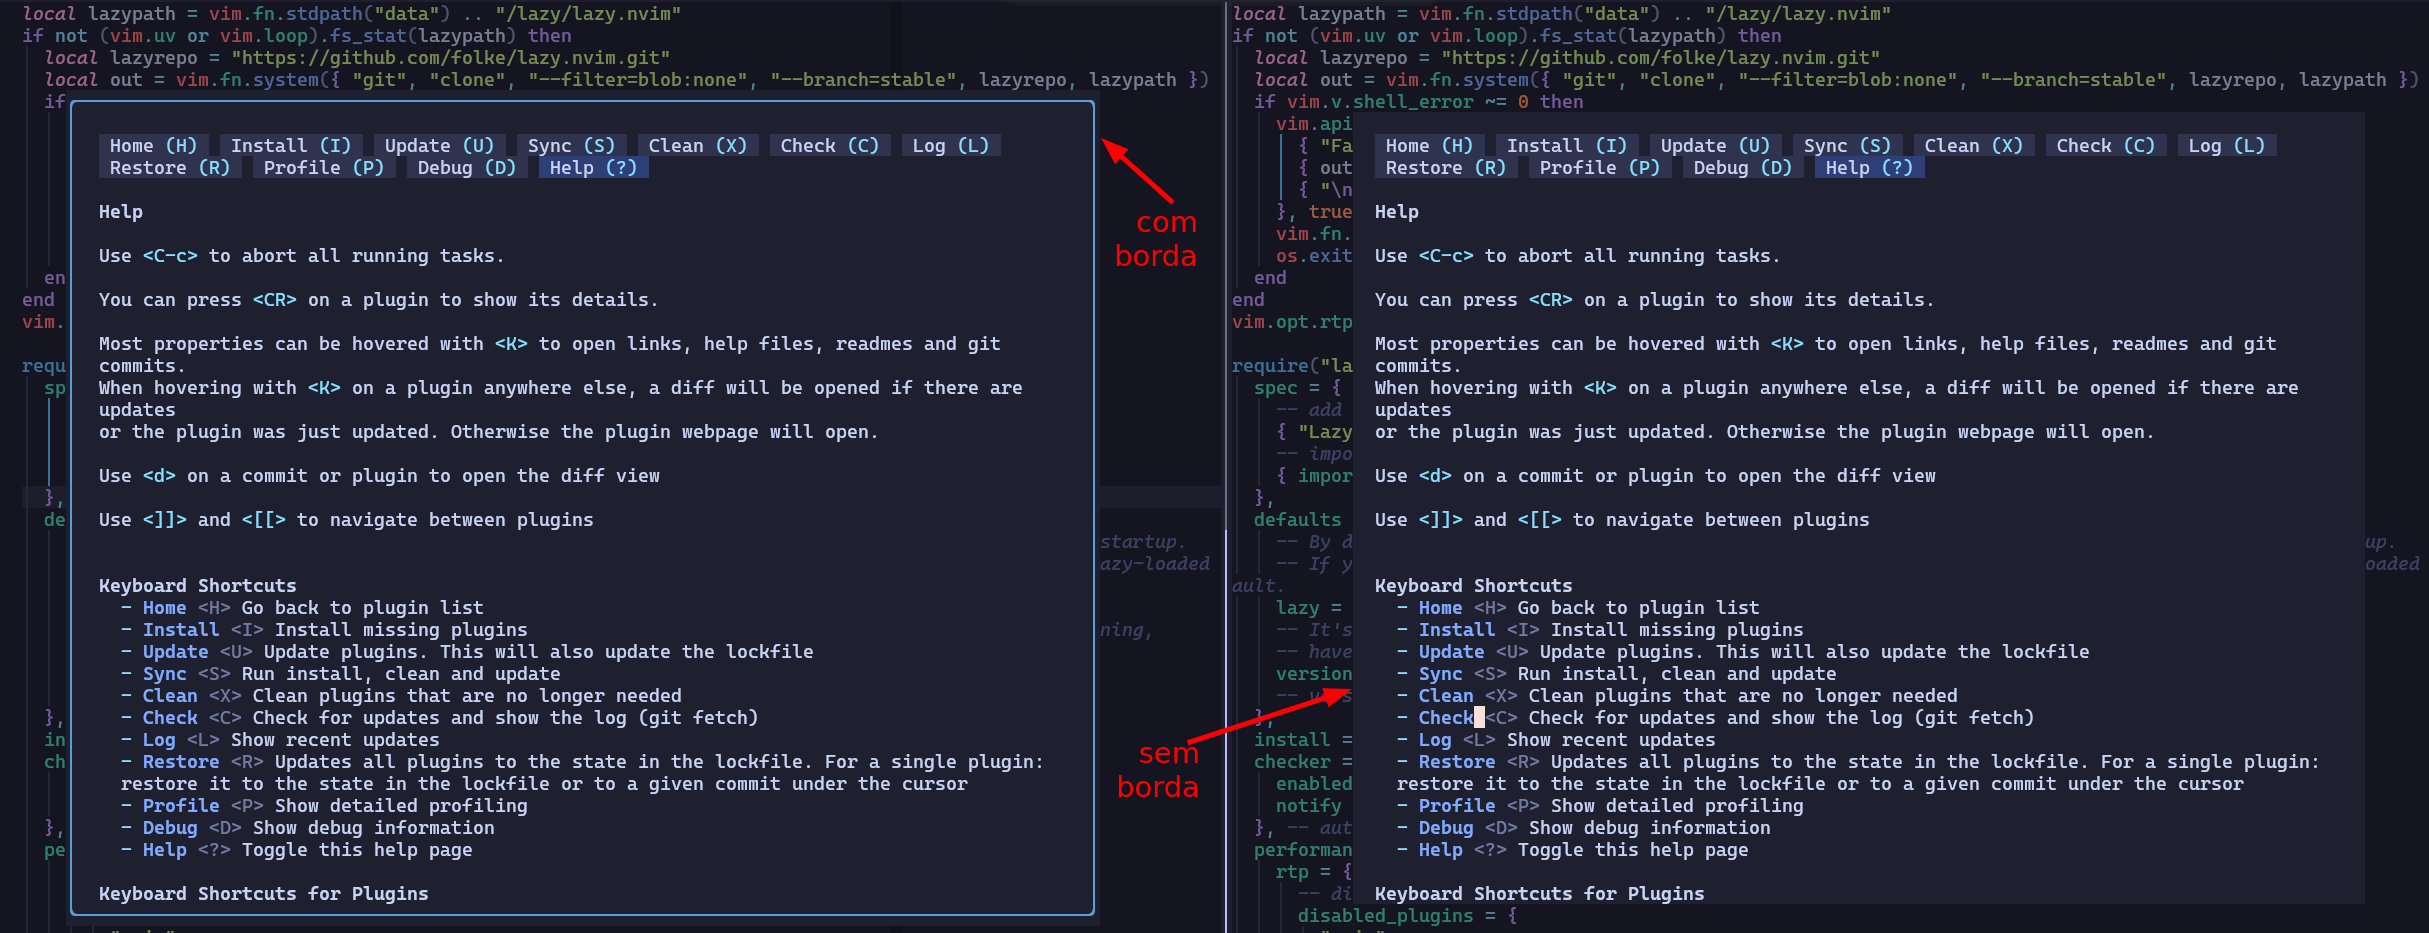 local lazypath = vim.fn.stdpath("data") .. "/lazy/lazy.nvim"
if not (vim.uv or vim.loop).fs_stat(lazypath) then
local lazyrepo = "https://github.com/folke/lazy.nvim.git"
local out = vim.fn.system({ "git", "clone", "--filter=blob:none", "--branch=stable", lazyrepo, lazypath })
if
Home (H) Install (I) Update (U) Sync (S) Clean (X) Check (C) Log (L)
Restore (R) Profile (P) Debug (D) Help (?)
Help
Use <C-c> to abort all running tasks.
en
You can press <CR> on a plugin to show its details.
end
vim.
Most properties can be hovered with <K> to open links, help files, readmes and git
requ
commits.
sp
When hovering with <K> on a plugin anywhere else, a diff will be opened if there are
updates
or the plugin was just updated. Otherwise the plugin webpage will open.
Use <d> on a commit or plugin to open the diff view
},
de
Use <]]> and <[[> to navigate between plugins
startup.
azy-loaded
Keyboard Shortcuts
- Home <H> Go back to plugin list
- Install <I> Install missing plugins
ning,
- Update <U> Update plugins. This will also update the lockfile
- Sync <S> Run install, clean and update
- Clean <X> Clean plugins that are no longer needed
},
- Check <C> Check for updates and show the log (git fetch)
in
- Log <L> Show recent updates
ch
- Restore <R> Updates all plugins to the state in the lockfile. For a single plugin:
restore it to the state in the lockfile or to a given commit under the cursor
- Profile <P> Show detailed profiling
},
- Debug <D> Show debug information
pe
- Help <?> Toggle this help page
Keyboard Shortcuts for Plugins
com
borda
sem
borda
local lazypath = vim.fn.stdpath("data") .. "/lazy/lazy.nvim"
if not (vim.uv or vim.loop).fs_stat(lazypath) then
local lazyrepo = "https://github.com/folke/lazy.nvim.git"
local out = vim.fn.system({ "git", "clone", "--filter=blob:none", "--branch=stable", lazyrepo, lazypath })
if vim.v.shell_error ~= 0 then
vim.api
{ "Fa
Home (H) Install (I) Update (U) Sync (S) Clean (X) Check (C) Log (L)
{ out
Restore (R) Profile (P) Debug (D) Help (?)
{ "\n
}, true
Help
vim.fn.
os.exit
Use <C-c> to abort all running tasks.
end
end
You can press <CR> on a plugin to show its details.
vim.opt.rtp
Most properties can be hovered with <K> to open links, help files, readmes and git
require("la
commits.
spec = {
When hovering with <K> on a plugin anywhere else, a diff will be opened if there are
-- add
updates
{ "Lazy
or the plugin was just updated. Otherwise the plugin webpage will open.
-- impo
{ impor
Use <d> on a commit or plugin to open the diff view
},
defaults
Use <]]> and <[[> to navigate between plugins
-- By d
up.
-- If y
oaded
ault.
Keyboard Shortcuts
lazy =
- Home <H> Go back to plugin list
-- It's
- Install <I> Install missing plugins
-- have
- Update <U> Update plugins. This will also update the lockfile
version
- Sync <S> Run install, clean and update
- Clean <X> Clean plugins that are no longer needed
- Check <C> Check for updates and show the log (git fetch)
install =
- Log <L> Show recent updates
checker =
- Restore <R> Updates all plugins to the state in the lockfile. For a single plugin:
enabled
restore it to the state in the lockfile or to a given commit under the cursor
notify
- Profile <P> Show detailed profiling
}, -- aut
- Debug <D> Show debug information
performan
- Help <?> Toggle this help page
rtp = {
-- di
Keyboard Shortcuts for Plugins
disabled_plugins = {